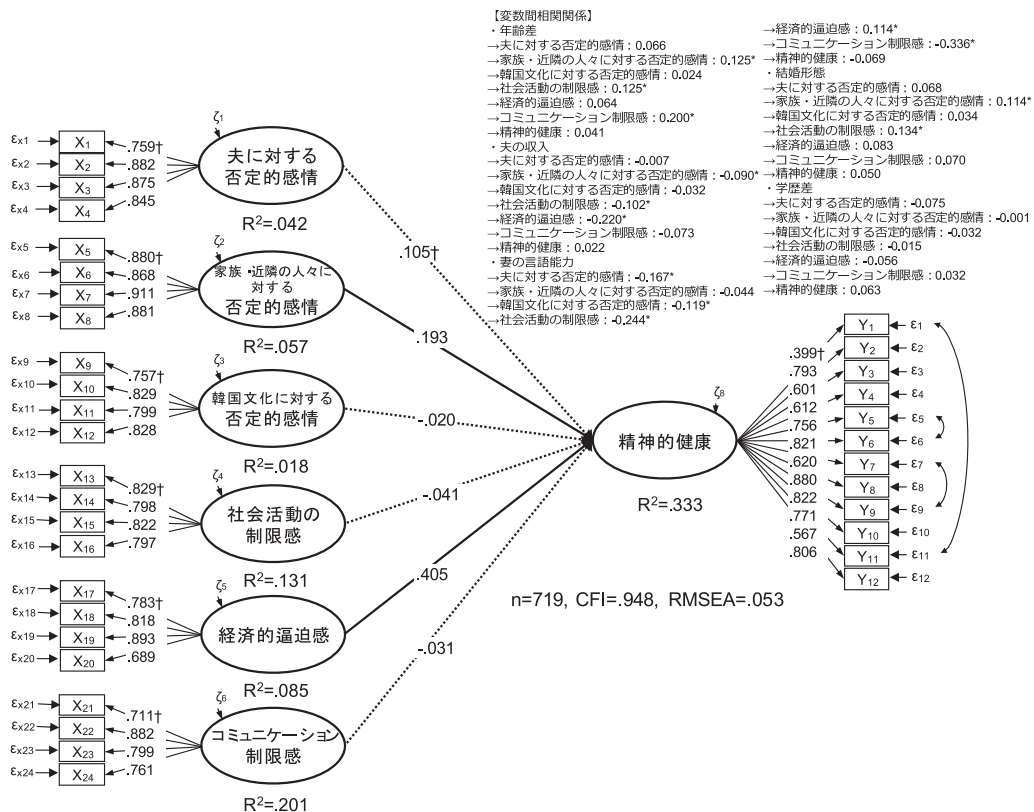 【変数間相関関係】
・年齢差
→夫に対する否定的感情：0.066
→家族・近隣の人々に対する否定的感情：0.125*
→韓国文化に対する否定的感情：0.024
→社会活動の制限感：0.125*
→経済的逼迫感：0.064
→コミュニケーション制限感：0.200*
→精神的健康：0.041
・夫の収入
→夫に対する否定的感情：-0.007
→家族・近隣の人々に対する否定的感情：-0.090*
→韓国文化に対する否定的感情：-0.032
→社会活動の制限感：-0.102*
→経済的逼迫感：-0.220*
→コミュニケーション制限感：-0.073
→精神的健康：0.022
・妻の言語能力
→夫に対する否定的感情：-0.167*
→家族・近隣の人々に対する否定的感情：-0.044
→韓国文化に対する否定的感情：-0.119*
→社会活動の制限感：-0.244*
→経済的逼迫感：0.114*
→コミュニケーション制限感：-0.336*
→精神的健康：-0.069
・結婚形態
→夫に対する否定的感情：0.068
→家族・近隣の人々に対する否定的感情：0.114*
→韓国文化に対する否定的感情：0.034
→社会活動の制限感：0.134*
→経済的逼迫感：0.083
→コミュニケーション制限感：0.070
→精神的健康：0.050
・学歴差
→夫に対する否定的感情：-0.075
→家族・近隣の人々に対する否定的感情：-0.001
→韓国文化に対する否定的感情：-0.032
→社会活動の制限感：-0.015
→経済的逼迫感：-0.056
→コミュニケーション制限感：0.032
→精神的健康：0.063
εx1 X1 .759†
εx2 X2 .882
εx3 X3 .875
εx4 X4 .845
ζ1
夫に対する
否定的感情
R²=.042
.105†
εx5 X5 .880†
εx6 X6 .868
εx7 X7 .911
εx8 X8 .881
ζ2
家族・近隣の人々に
対する
否定的感情
R²=.057
.193
εx9 X9 .757†
εx10 X10 .829
εx11 X11 .799
εx12 X12 .828
ζ3
韓国文化に対する
否定的感情
R²=.018
-.020
εx13 X13 .829†
εx14 X14 .798
εx15 X15 .822
εx16 X16 .797
ζ4
社会活動の
制限感
R²=.131
-.041
εx17 X17 .783†
εx18 X18 .818
εx19 X19 .893
εx20 X20 .689
ζ5
経済的逼迫感
R²=.085
.405
εx21 X21 .711†
εx22 X22 .882
εx23 X23 .799
εx24 X24 .761
ζ6
コミュニケーション
制限感
R²=.201
-.031
ζ8
精神的健康
R²=.333
.399† Y1 ε1
.793 Y2 ε2
.601 Y3 ε3
.612 Y4 ε4
.756 Y5 ε5
.821 Y6 ε6
.620 Y7 ε7
.880 Y8 ε8
.822 Y9 ε9
.771 Y10 ε10
.567 Y11 ε11
.806 Y12 ε12
n=719, CFI=.948, RMSEA=.053